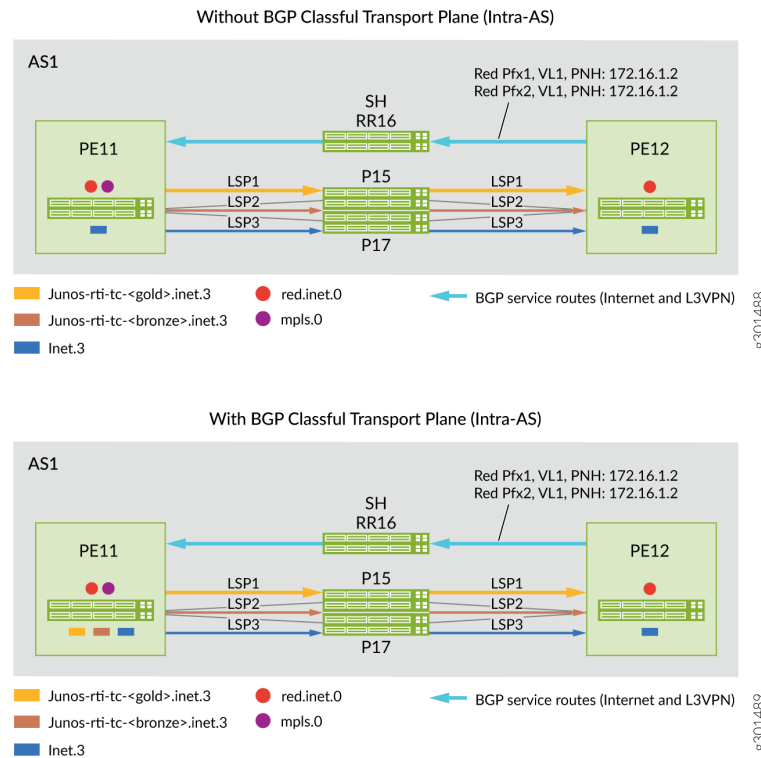 Without BGP Classful Transport Plane (Intra-AS)
AS1
Red Pfx1, VL1, PNH: 172.16.1.2
Red Pfx2, VL1, PNH: 172.16.1.2
SH
RR16
PE11
PE12
P15
LSP1
LSP1
LSP2
LSP2
LSP3
LSP3
P17
Junos-rti-tc-<gold>.inet.3
red.inet.0
BGP service routes (Internet and L3VPN)
Junos-rti-tc-<bronze>.inet.3
mpls.0
Inet.3
g301488
With BGP Classful Transport Plane (Intra-AS)
AS1
Red Pfx1, VL1, PNH: 172.16.1.2
Red Pfx2, VL1, PNH: 172.16.1.2
SH
RR16
PE11
PE12
P15
LSP1
LSP1
LSP2
LSP2
LSP3
LSP3
P17
Junos-rti-tc-<gold>.inet.3
red.inet.0
BGP service routes (Internet and L3VPN)
Junos-rti-tc-<bronze>.inet.3
mpls.0
Inet.3
g301489